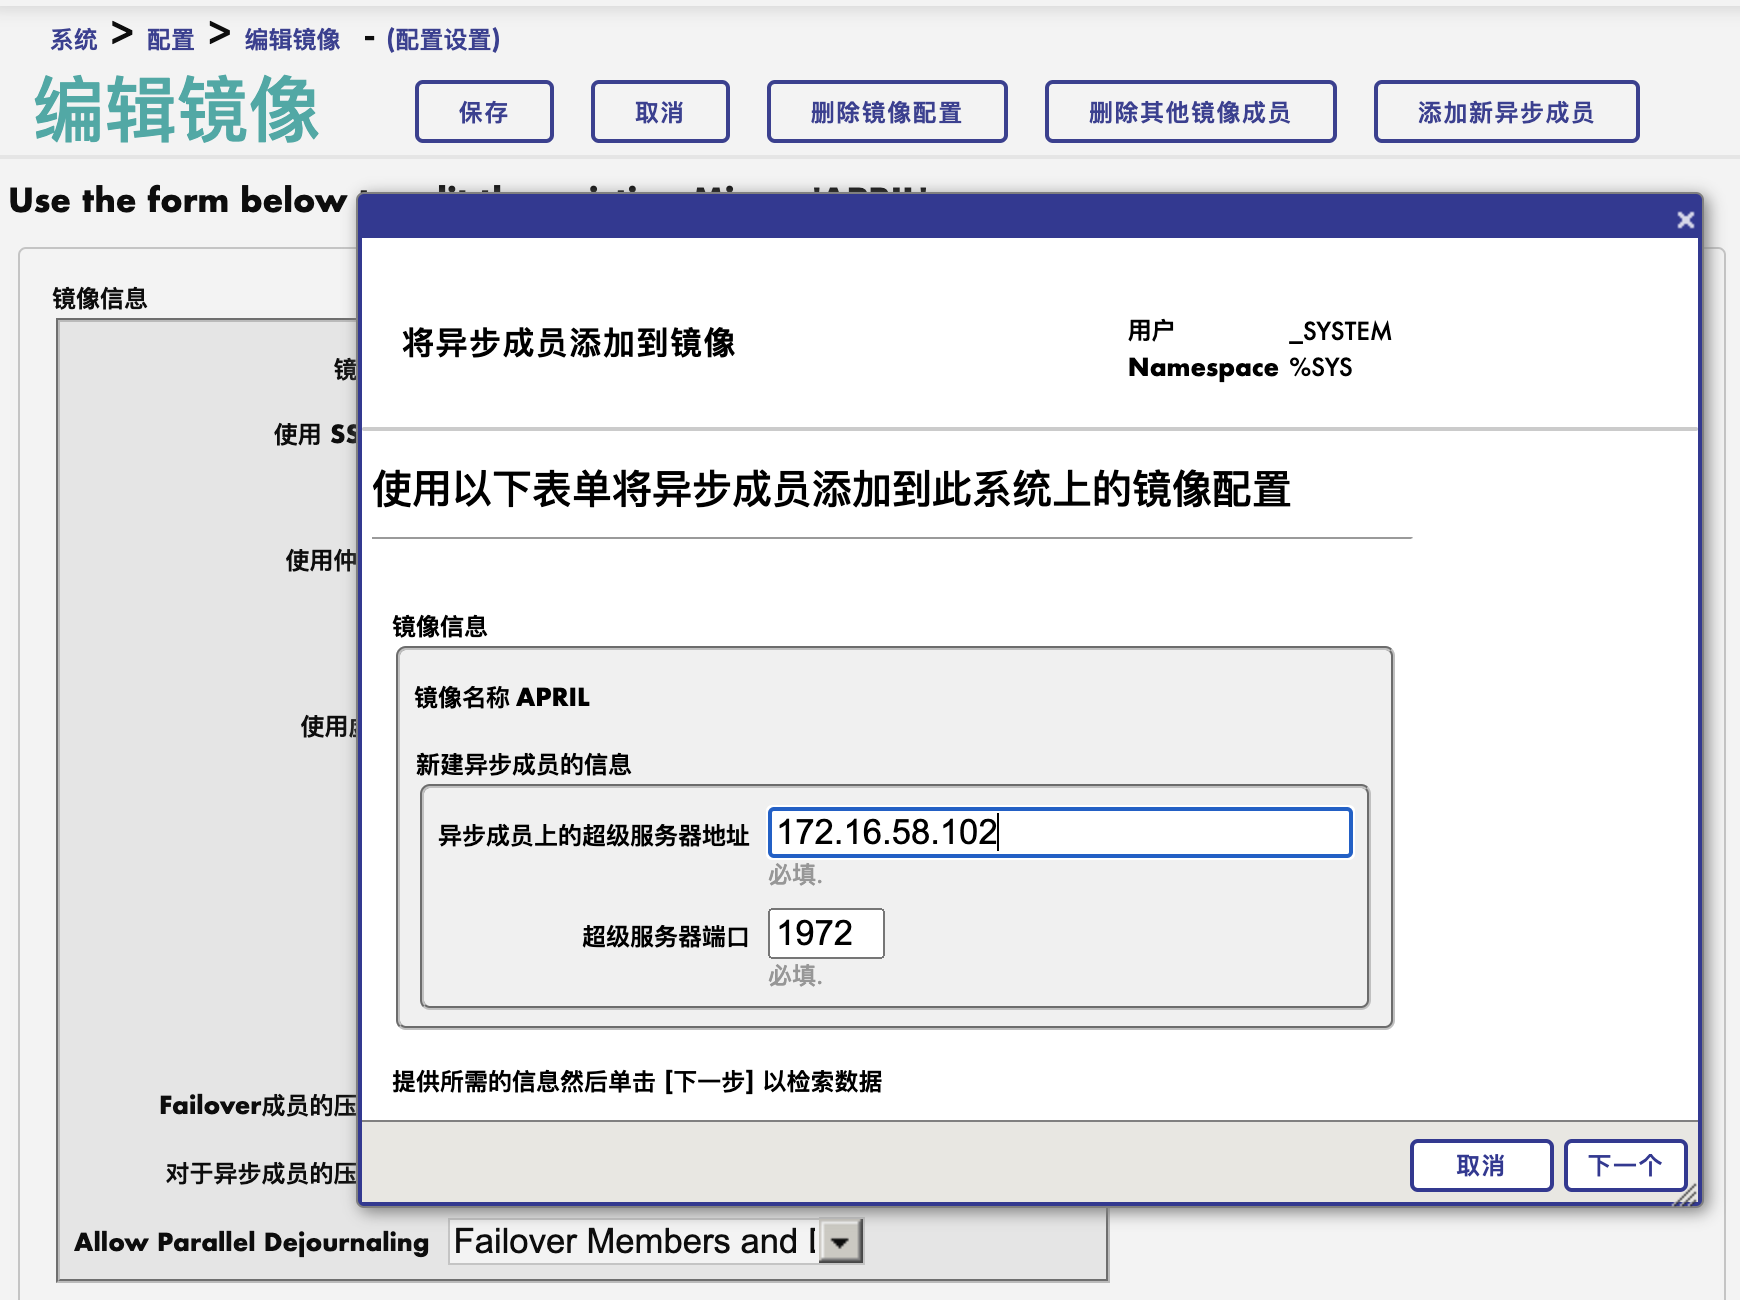 系统 > 配置 > 编辑镜像 - (配置设置)
编辑镜像 保存 取消 删除镜像配置 删除其他镜像成员 添加新异步成员
Use the form below
镜像信息
镜
使用
使用仲
使用
Failover成员的压
对于异步成员的压
Allow Parallel Dejournaling Failover Members and
将异步成员添加到镜像
用户 _SYSTEM
Namespace %SYS
使用以下表单将异步成员添加到此系统上的镜像配置
镜像信息
镜像名称 APRIL
新建异步成员的信息
异步成员上的超级服务器地址 172.16.58.102
必填.
超级服务器端口 1972
必填.
提供所需的信息然后单击 [下一步] 以检索数据
取消 下一个